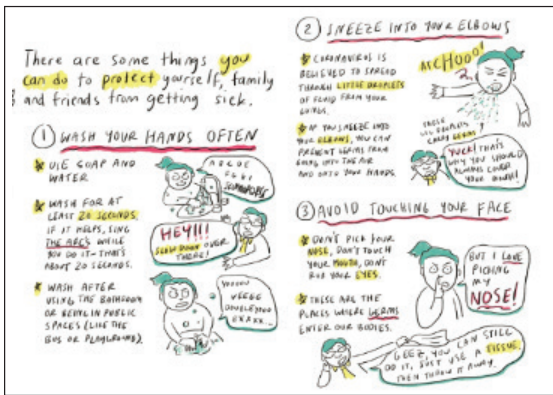 There are some things you
can do to protect yourself, family
and friends from getting sick.
① WASH YOUR HANDS OFTEN
USE SOAP AND
WATER
WASH FOR AT
LEAST 20 SECONDS.
IF IT HELPS, SING
THE ABC's WHILE
YOU DO IT - THAT'S
ABOUT 20 SECONDS.
WASH AFTER
USING THE BATHROOM
OR BEING IN PUBLIC
SPACES (LIKE THE
BUS OR PLAYGROUND).
ABCDE
HEY!!!
SLOW DOWN OVER
THERE!
② SNEEZE INTO YOUR ELBOWS
CORONAVIRUS IS
BELIEVED TO SPREAD
THROUGH LITTLE DROPLETS
OF FLUID FROM YOUR
LUNGS.
IF YOU SNEEZE INTO
YOUR ELBOWS, YOU CAN
PREVENT GERMS FROM
GOING INTO THE AIR
AND ONTO YOUR HANDS.
ACHOOO!
THESE
LIL DROPLETS
CARRY GERMS
YUCK! THAT'S
WHY YOU SHOULD
ALWAYS COVER
YOUR
③ AVOID TOUCHING YOUR FACE
DON'T PICK YOUR
NOSE, DON'T TOUCH
YOUR MOUTH, DON'T
RUB YOUR EYES.
THESE ARE THE
PLACES WHERE GERMS
ENTER OUR BODIES.
BUT I LOVE
PICKING
MY
NOSE!
GEEZ, YOU CAN STILL
DO IT, JUST USE A TISSUE.
THEN THROW IT AWAY.